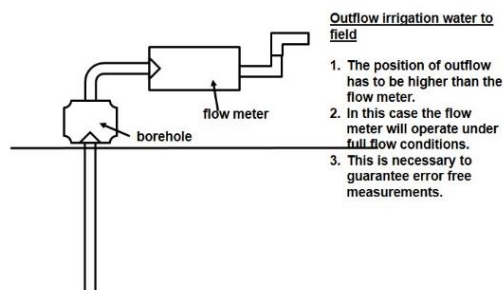 Outflow irrigation water to
field
1. The position of outflow
has to be higher than the
flow meter.
2. In this case the flow
meter will operate under
full flow conditions.
3. This is necessary to
guarantee error free
measurements.
flow meter
borehole